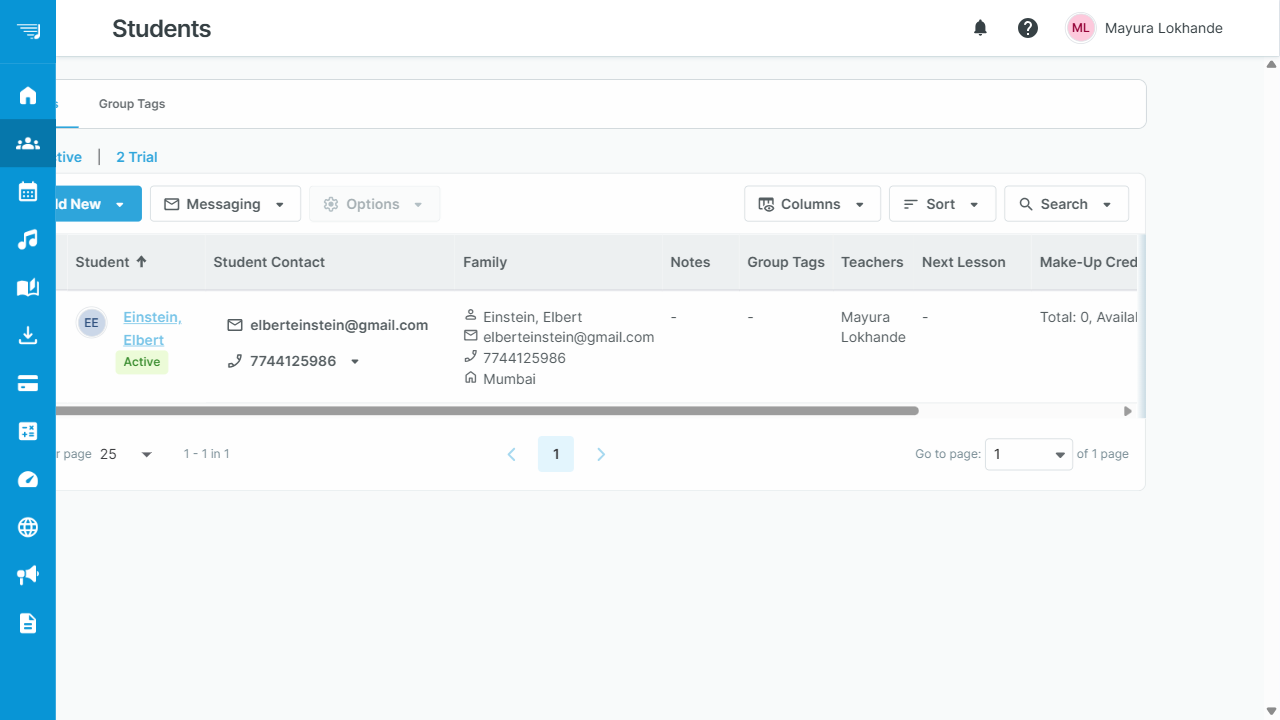 Students
ML
Mayura Lokhande
Group Tags
2 Trial
New
Messaging
Options
Columns
Sort
Search
Student
Student Contact
Family
Notes
Group Tags
Teachers
Next Lesson
Make-Up Cred
EE
Einstein,
Elbert
Active
elberteinstein@gmail.com
7744125986
Einstein, Elbert
elberteinstein@gmail.com
7744125986
Mumbai
-
-
Mayura
Lokhande
-
Total: 0, Availal
page 25
1 - 1 in 1
1
Go to page: 1 of 1 page